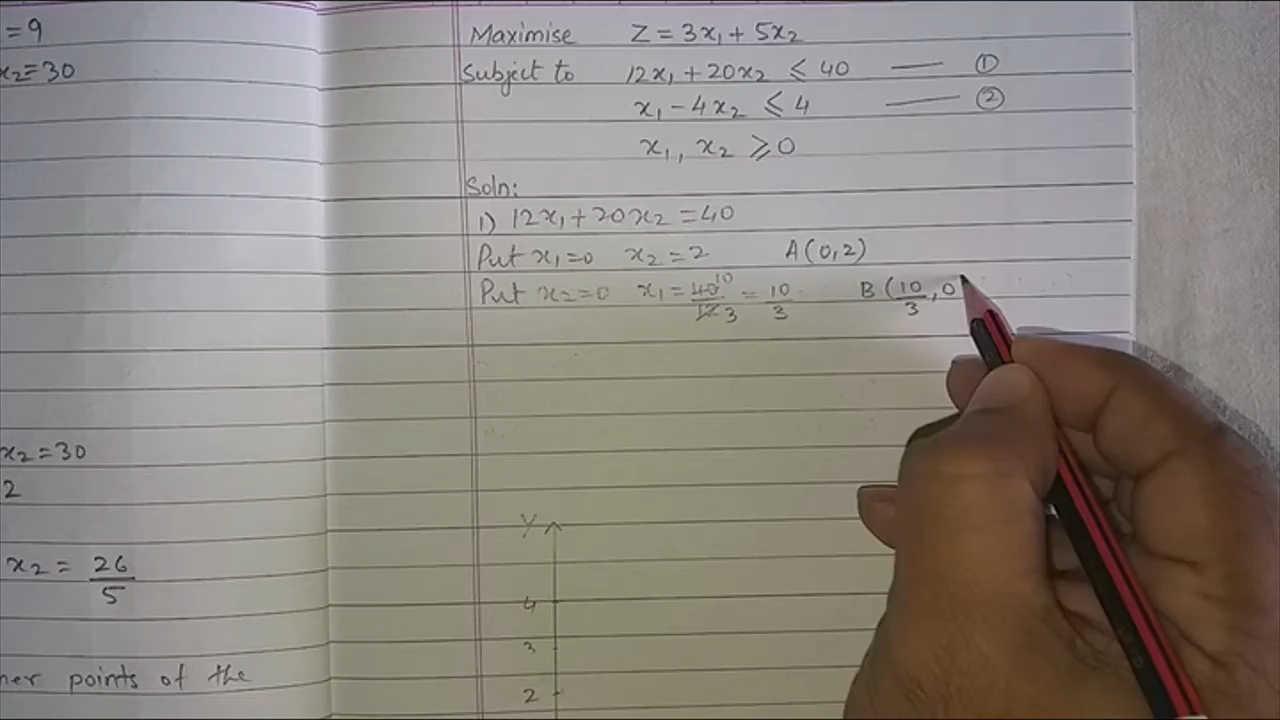 = 9
x₂=30
x₂=30
2
x₂ = 26/5
ner points of the
Maximise Z = 3x₁ + 5x₂
Subject to 12x₁ + 20x₂ ≤ 40 — ①
x₁ - 4x₂ ≤ 4 — ②
x₁, x₂ ≥ 0
Soln:
1) 12x₁ + 20x₂ = 40
Put x₁=0 x₂ = 2 A(0,2)
Put x₂=0 x₁ = 40/12 10/3 = 10/3 B(10/3, 0
Y
4
3
2